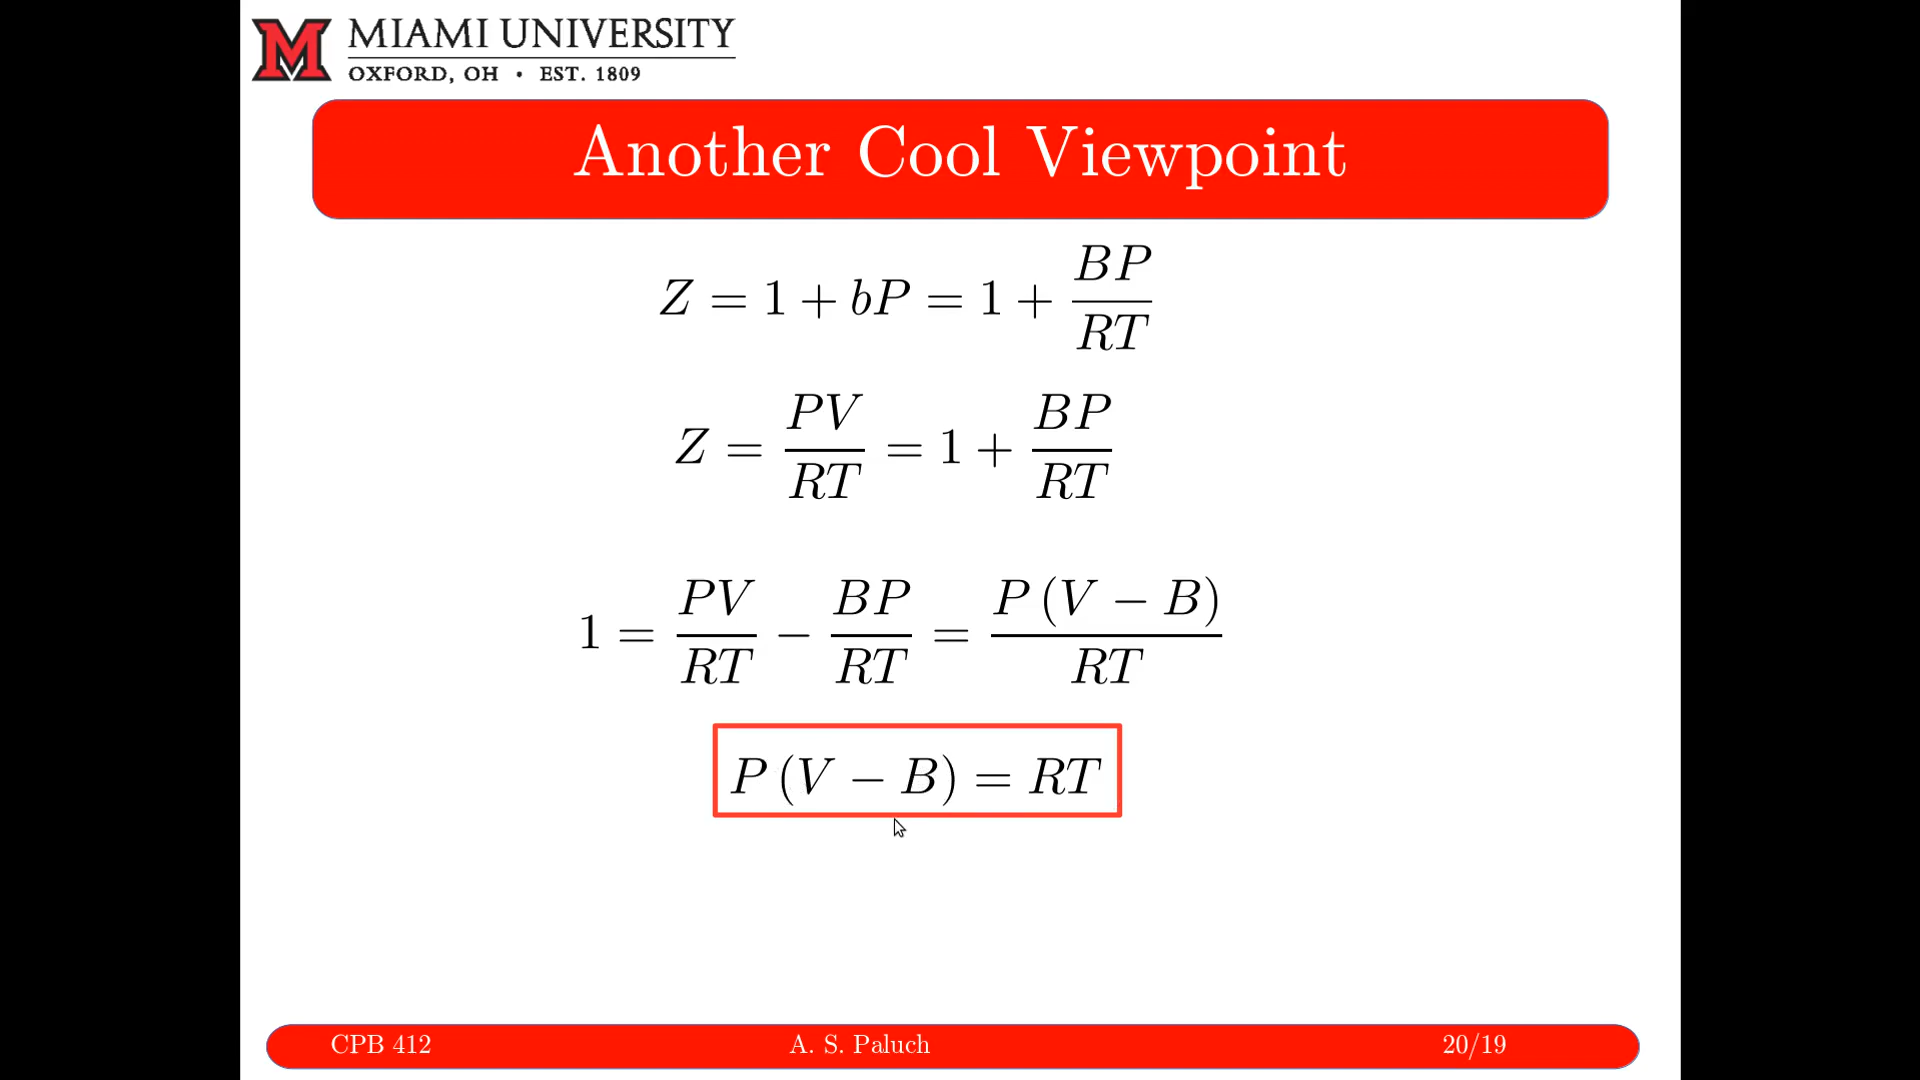 MIAMI UNIVERSITY
OXFORD, OH • EST. 1809
Another Cool Viewpoint
Z = 1 + bP = 1 + BP/RT
Z = PV/RT = 1 + BP/RT
1 = PV/RT − BP/RT = P (V − B)/RT
P (V − B) = RT
CPB 412 A. S. Paluch 20/19